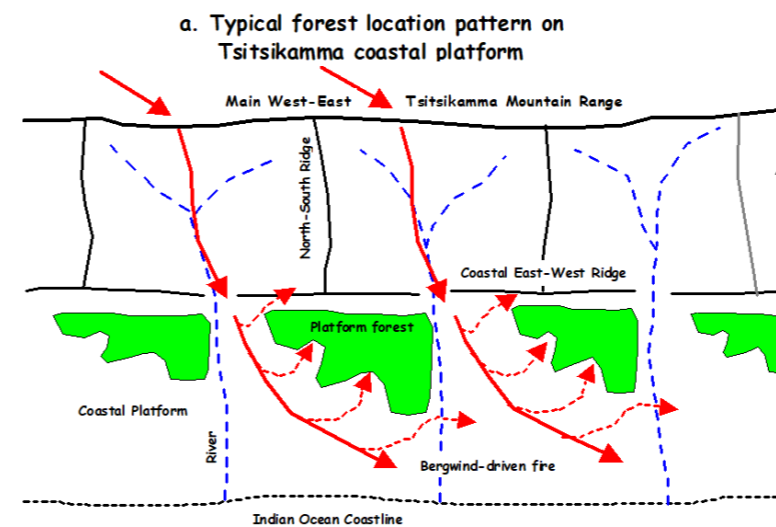 a. Typical forest location pattern on
Tsitsikamma coastal platform
Main West-East
Tsitsikamma Mountain Range
North-South Ridge
Coastal East-West Ridge
Platform forest
Coastal Platform
River
Bergwind-driven fire
Indian Ocean Coastline